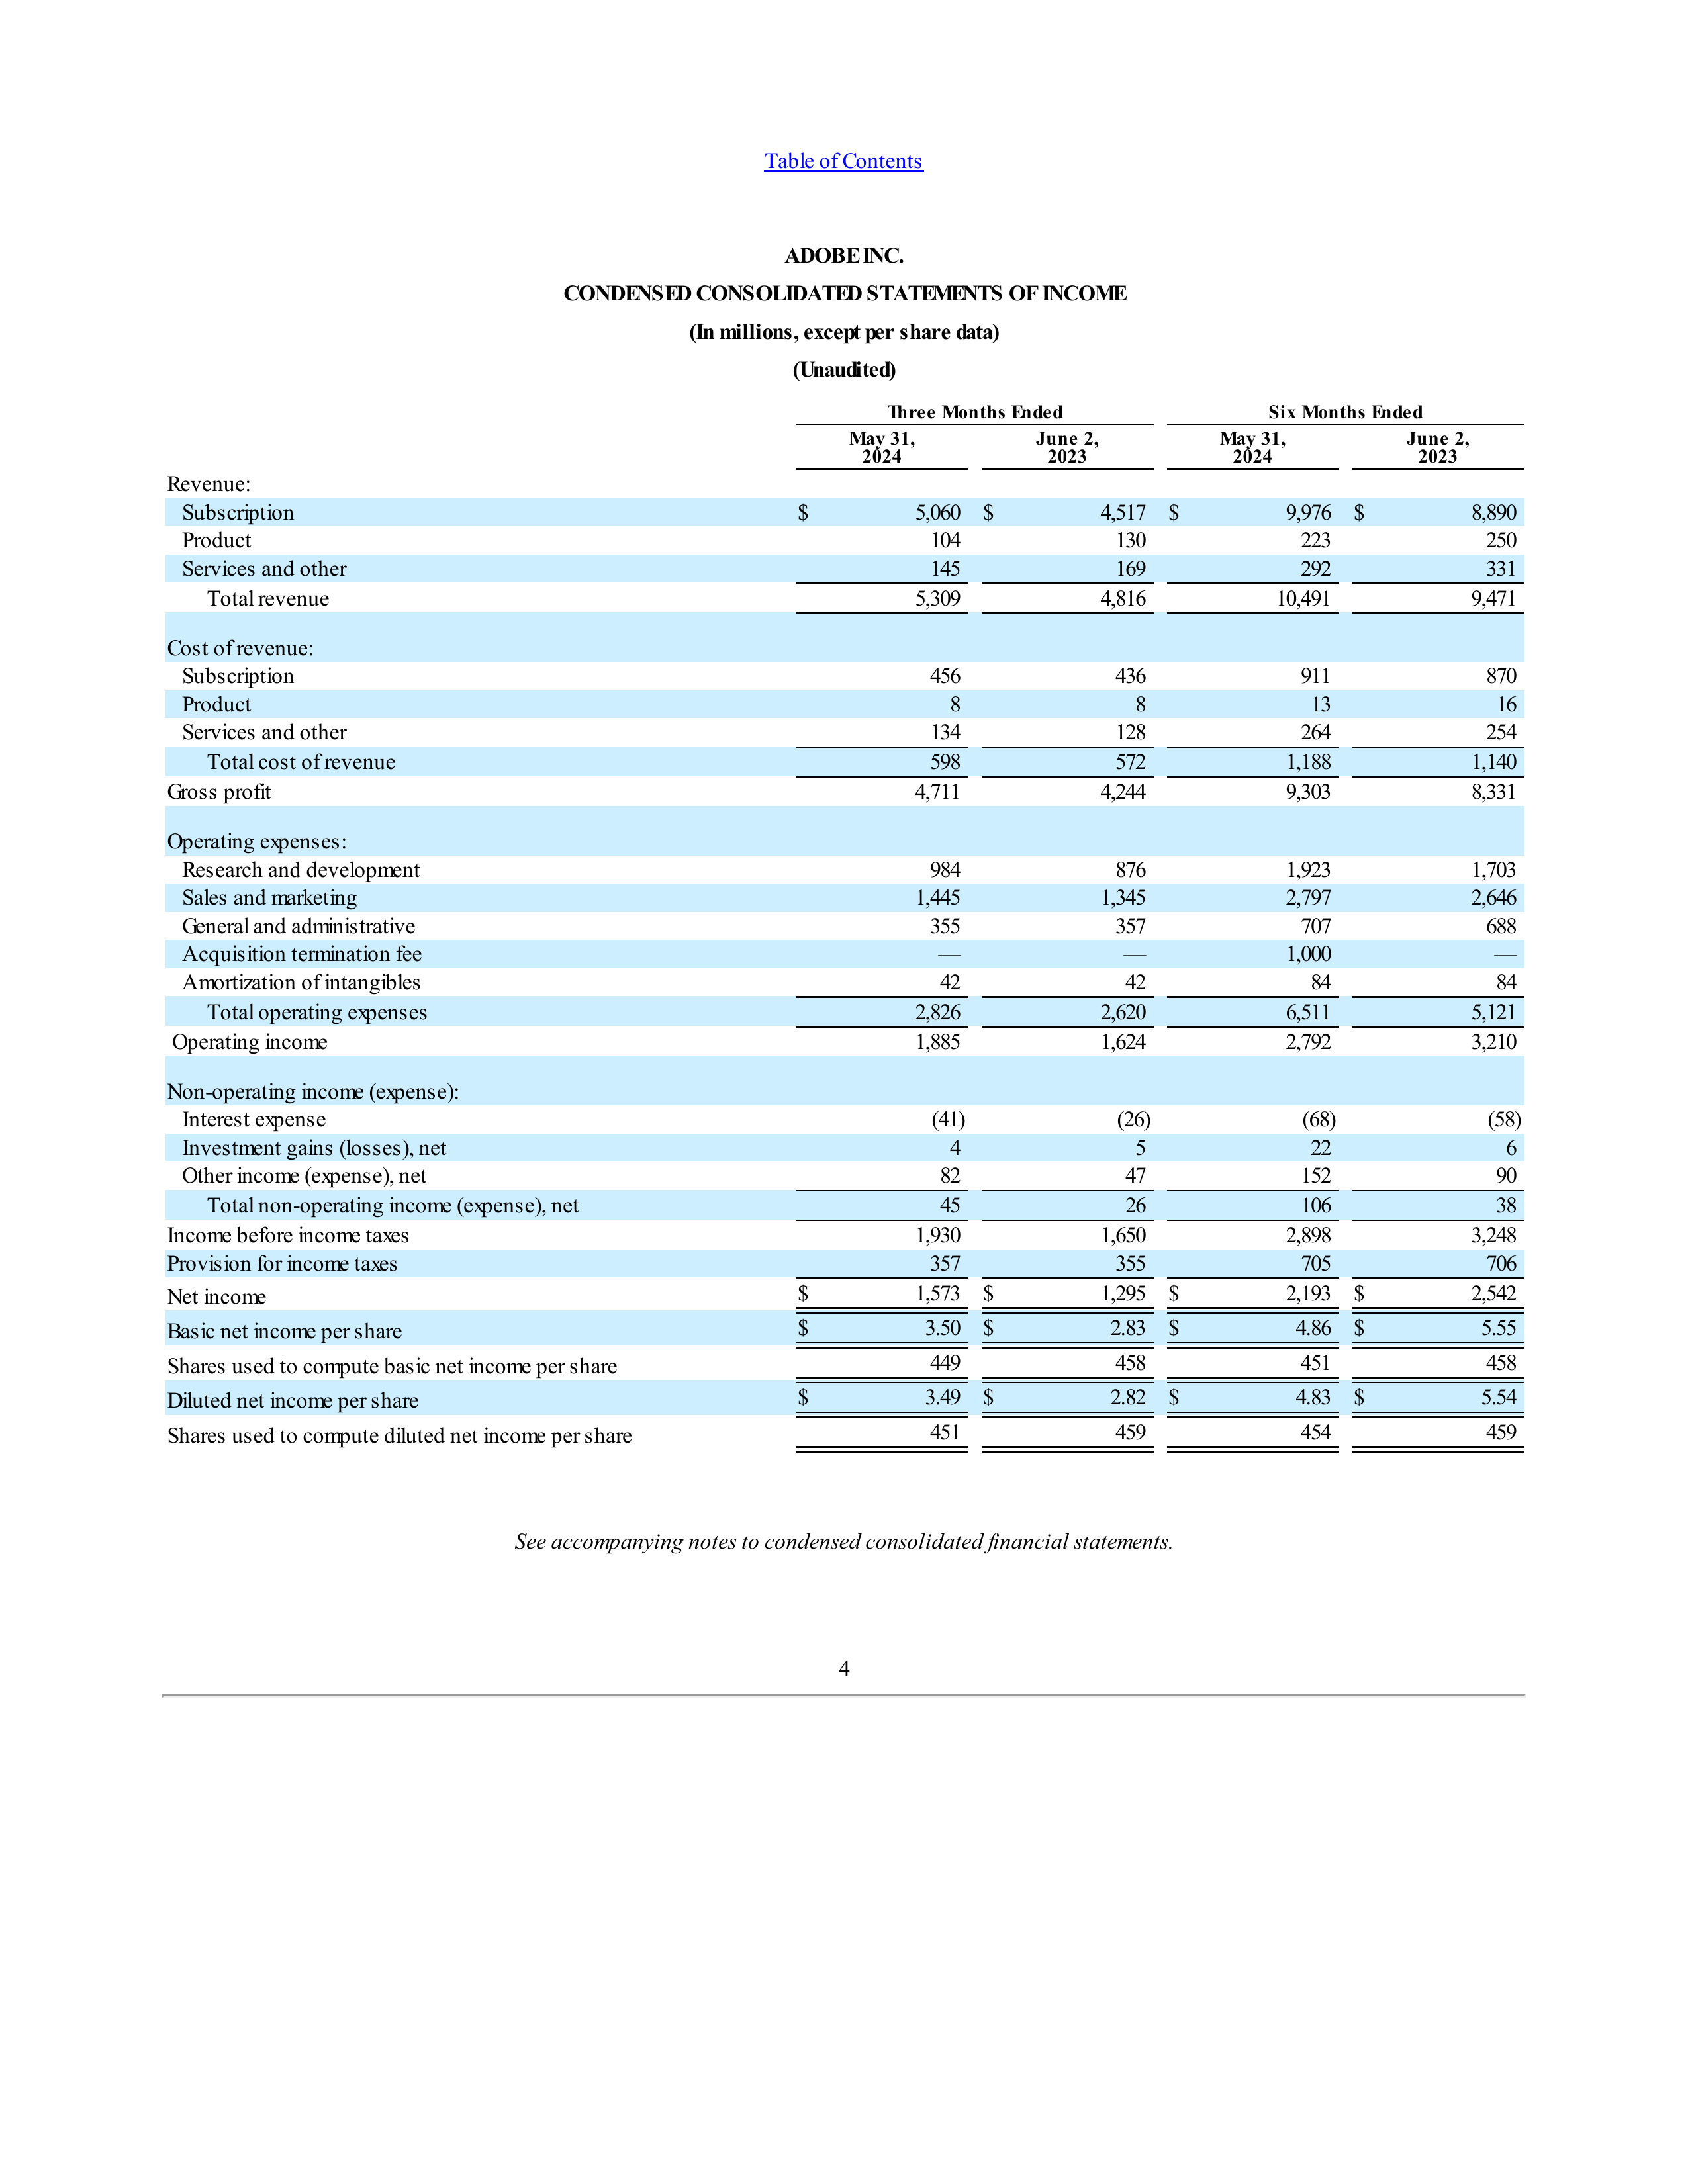 Table of Contents
ADOBE INC.
CONDENSED CONSOLIDATED STATEMENTS OF INCOME
(In millions, except per share data)
(Unaudited)
Three Months Ended Six Months Ended
May 31, 2024 June 2, 2023 May 31, 2024 June 2, 2023
Revenue:
Subscription $ 5,060 $ 4,517 $ 9,976 $ 8,890
Product 104 130 223 250
Services and other 145 169 292 331
Total revenue 5,309 4,816 10,491 9,471
Cost of revenue:
Subscription 456 436 911 870
Product 8 8 13 16
Services and other 134 128 264 254
Total cost of revenue 598 572 1,188 1,140
Gross profit 4,711 4,244 9,303 8,331
Operating expenses:
Research and development 984 876 1,923 1,703
Sales and marketing 1,445 1,345 2,797 2,646
General and administrative 355 357 707 688
Acquisition termination fee — — 1,000 —
Amortization of intangibles 42 42 84 84
Total operating expenses 2,826 2,620 6,511 5,121
Operating income 1,885 1,624 2,792 3,210
Non-operating income (expense):
Interest expense (41) (26) (68) (58)
Investment gains (losses), net 4 5 22 6
Other income (expense), net 82 47 152 90
Total non-operating income (expense), net 45 26 106 38
Income before income taxes 1,930 1,650 2,898 3,248
Provision for income taxes 357 355 705 706
Net income $ 1,573 $ 1,295 $ 2,193 $ 2,542
Basic net income per share $ 3.50 $ 2.83 $ 4.86 $ 5.55
Shares used to compute basic net income per share 449 458 451 458
Diluted net income per share $ 3.49 $ 2.82 $ 4.83 $ 5.54
Shares used to compute diluted net income per share 451 459 454 459
See accompanying notes to condensed consolidated financial statements.
4